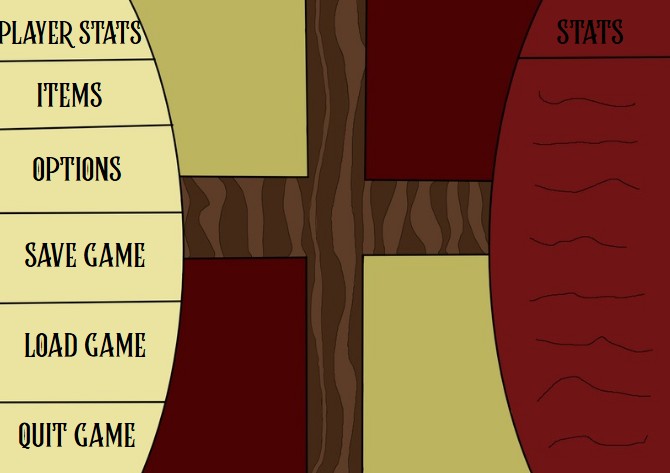 PLAYER STATS
ITEMS
OPTIONS
SAVE GAME
LOAD GAME
QUIT GAME
STATS